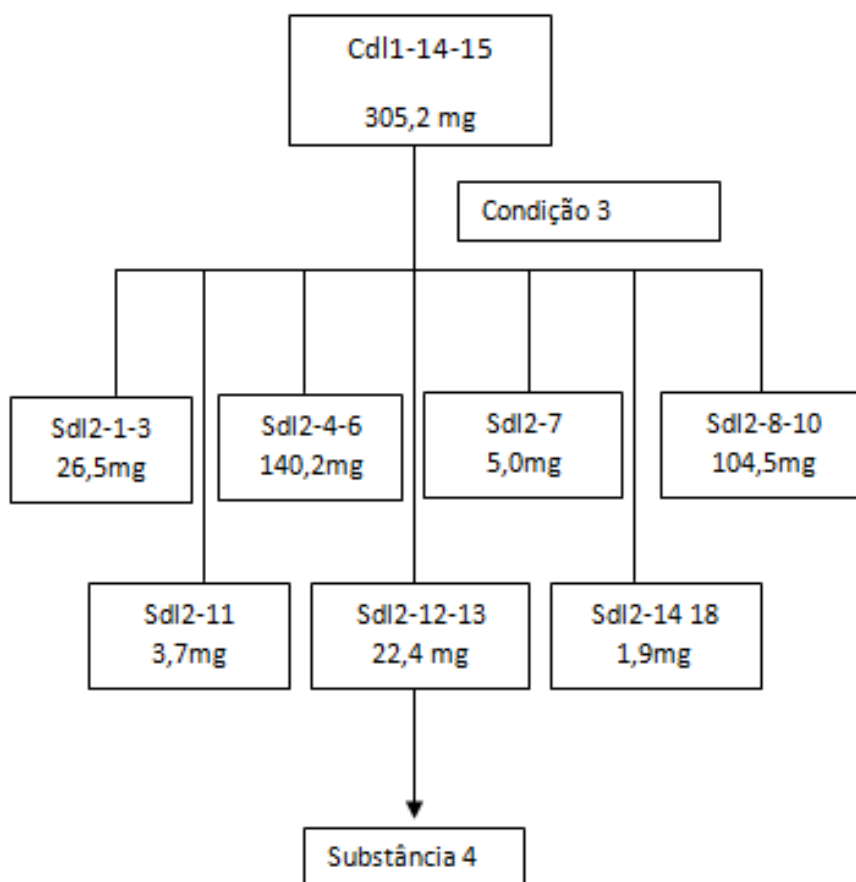 Cdl1-14-15
305,2 mg
Condição 3
Sdl2-1-3
26,5mg
Sdl2-4-6
140,2mg
Sdl2-7
5,0mg
Sdl2-8-10
104,5mg
Sdl2-11
3,7mg
Sdl2-12-13
22,4 mg
Sdl2-14 18
1,9mg
Substância 4